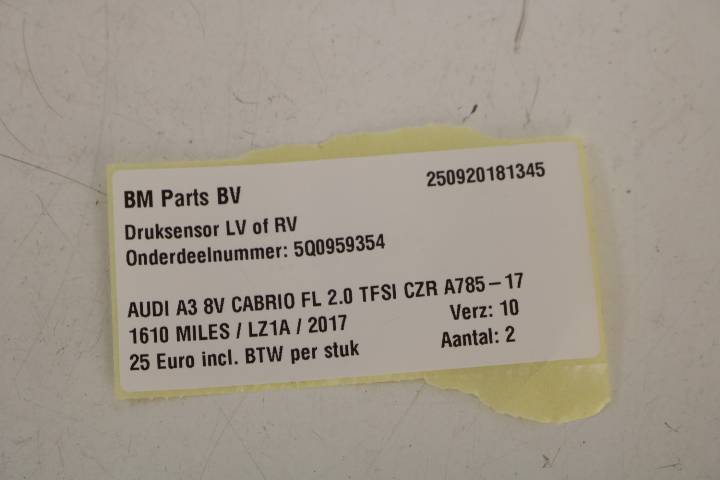 BM Parts BV
250920181345
Druksensor LV of RV
Onderdeelnummer: 5Q0959354
AUDI A3 8V CABRIO FL 2.0 TFSI CZR A785-17
1610 MILES / LZ1A / 2017
Verz: 10
25 Euro incl. BTW per stuk
Aantal: 2